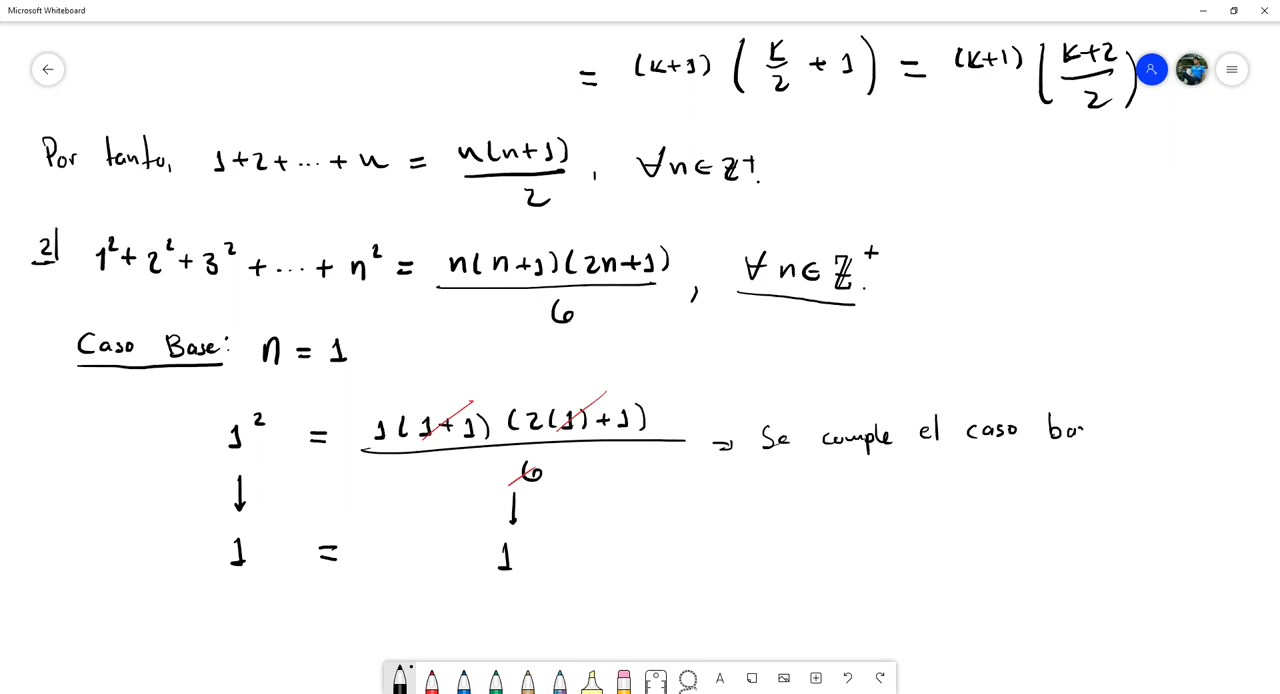 Microsoft Whiteboard
= (k+1) (k/2 + 1) = (k+1) (k+2/2)
Por tanto, 1+2+...+n = n(n+1)/2, ∀n∈Z+.
2| 1²+2²+3²+...+n² = n(n+1)(2n+1)/6, ∀n∈ℤ+.
Caso Base: n = 1
1² = 1(1+1)(2(1)+1)/6 → Se cumple el caso ba
↓ ↓
1 = 1
A